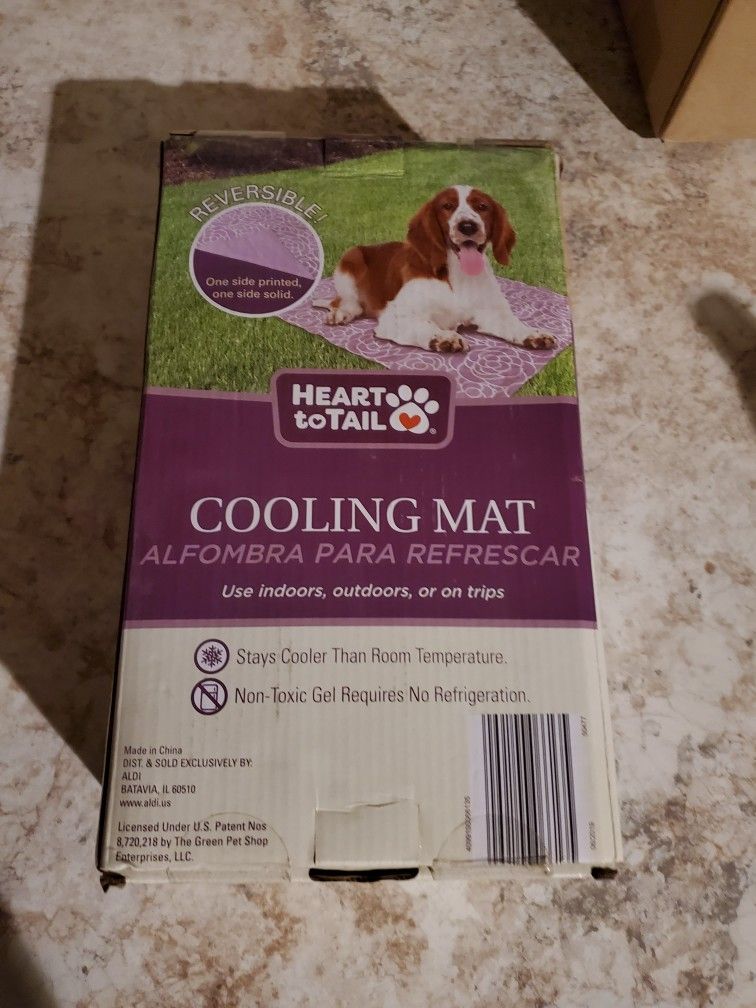 REVERSIBLE!
One side printed,
one side solid.
HEART
toTAIL®
COOLING MAT
ALFOMBRA PARA REFRESCAR
Use indoors, outdoors, or on trips
Stays Cooler Than Room Temperature.
Non-Toxic Gel Requires No Refrigeration.
Made in China
DIST. & SOLD EXCLUSIVELY BY:
ALDI
BATAVIA, IL 60510
www.aldi.us
Licensed Under U.S. Patent Nos
8,720,218 by The Green Pet Shop
Enterprises, LLC.
06/2019